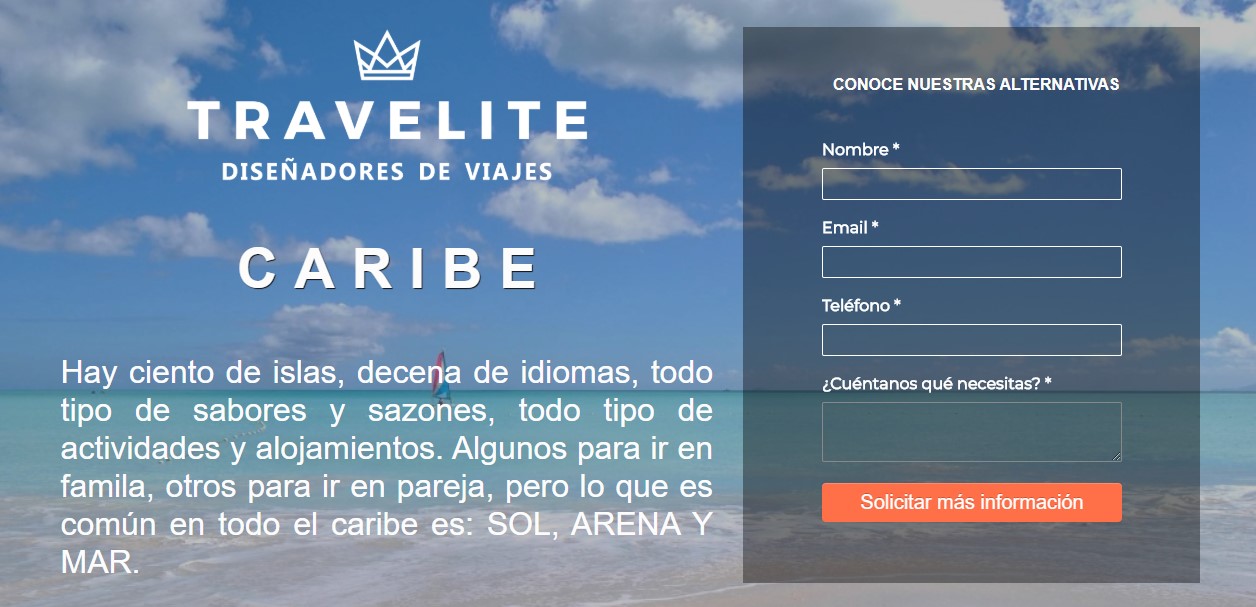 TRAVELITE
DISEÑADORES DE VIAJES
CARIBE
Hay ciento de islas, decena de idiomas, todo
tipo de sabores y sazones, todo tipo de
actividades y alojamientos. Algunos para ir en
famila, otros para ir en pareja, pero lo que es
común en todo el caribe es: SOL, ARENA Y
MAR.
CONOCE NUESTRAS ALTERNATIVAS
Nombre *
Email *
Teléfono *
¿Cuéntanos qué necesitas? *
Solicitar más información